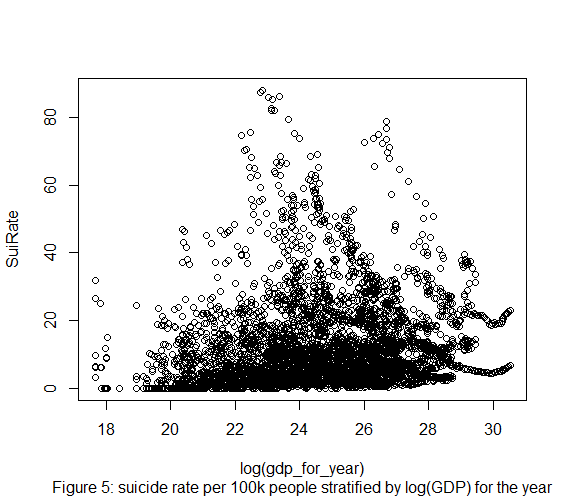 80
60
40
20
0
SuiRate
18 20 22 24 26 28 30
log(gdp_for_year)
Figure 5: suicide rate per 100k people stratified by log(GDP) for the year